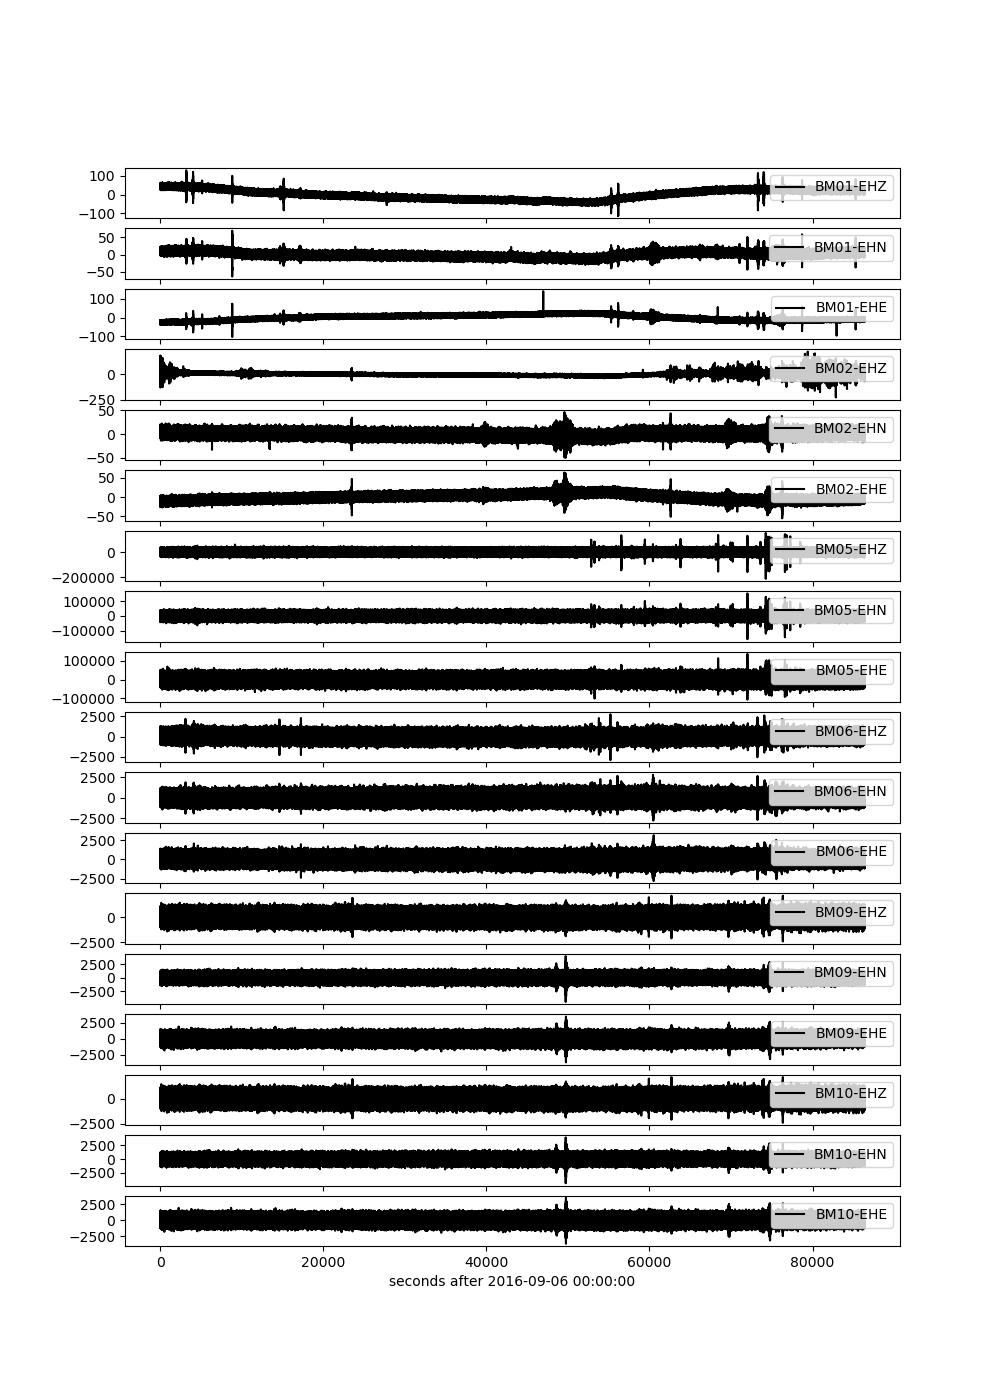 100
0
−100
BM01-EHZ
50
0
−50
BM01-EHN
100
0
−100
BM01-EHE
0
−250
BM02-EHZ
50
0
−50
BM02-EHN
50
0
−50
BM02-EHE
0
−200000
BM05-EHZ
100000
0
−100000
BM05-EHN
100000
0
−100000
BM05-EHE
2500
0
−2500
BM06-EHZ
2500
0
−2500
BM06-EHN
2500
0
−2500
BM06-EHE
0
−2500
BM09-EHZ
2500
0
−2500
BM09-EHN
2500
0
−2500
BM09-EHE
0
−2500
BM10-EHZ
2500
0
−2500
BM10-EHN
2500
0
−2500
BM10-EHE
0 20000 40000 60000 80000
seconds after 2016-09-06 00:00:00